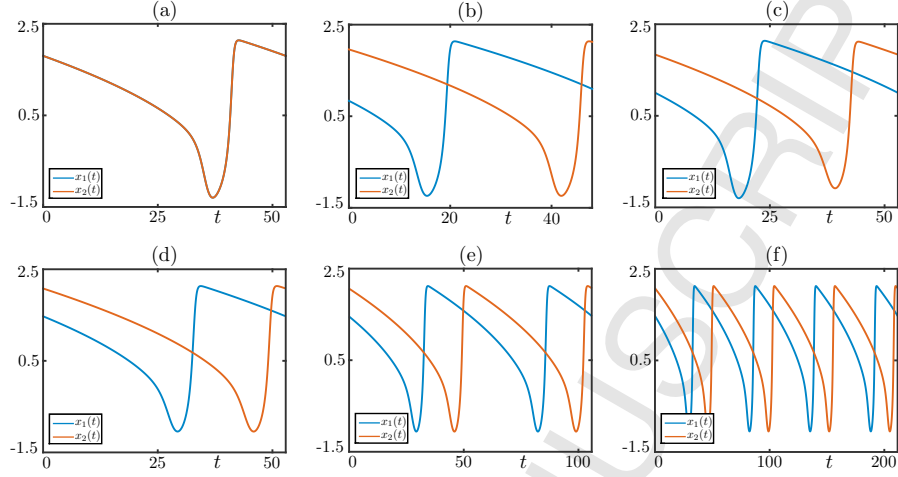 (a) (b) (c)
2.5 2.5 2.5
0.5 0.5 0.5
x₁(t) x₁(t) x₁(t)
x₂(t) x₂(t) x₂(t)
-1.5 -1.5 -1.5
0 25 t 50 0 20 t 40 0 25 t 50
(d) (e) (f)
2.5 2.5 2.5
0.5 0.5 0.5
x₁(t) x₁(t) x₁(t)
x₂(t) x₂(t) x₂(t)
-1.5 -1.5 -1.5
0 25 t 50 0 50 t 100 0 100 t 200
USCRIP